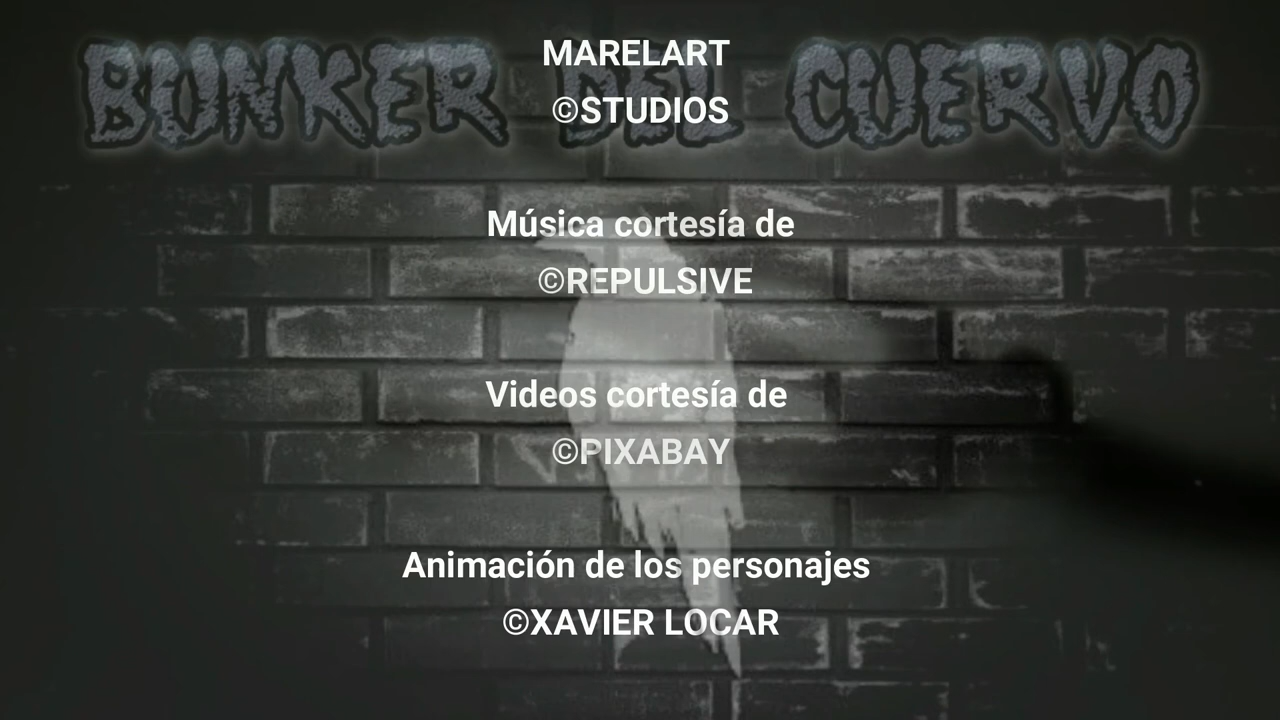 BUNKER DEL CUERVO
MARELART
©STUDIOS
Música cortesía de
©REPULSIVE
Videos cortesía de
©PIXABAY
Animación de los personajes
©XAVIER LOCAR